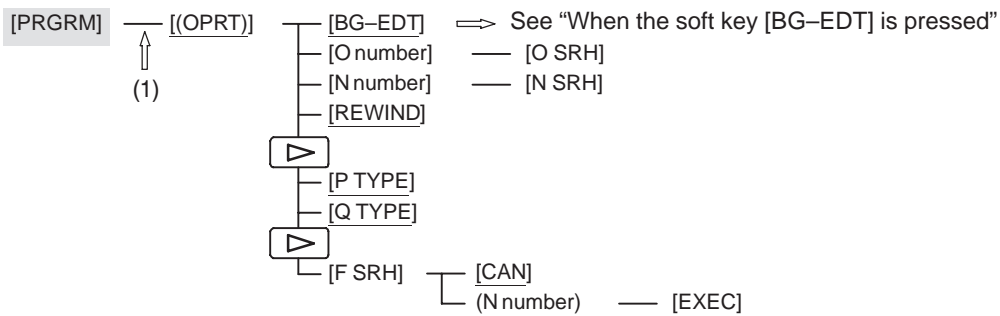 [PRGRM] [(OPRT)] [BG–EDT] See “When the soft key [BG–EDT] is pressed”
[O number] [O SRH]
(1) [N number] [N SRH]
[REWIND]
[P TYPE]
[Q TYPE]
[F SRH] [CAN]
(N number) [EXEC]